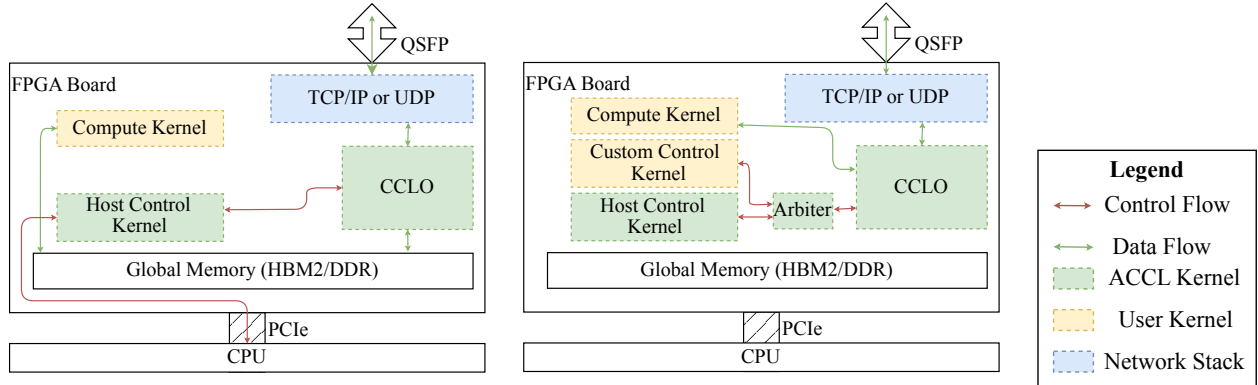 QSFP
FPGA Board
TCP/IP or UDP
Compute Kernel
CCLO
Host Control
Kernel
Global Memory (HBM2/DDR)
PCIe
CPU
QSFP
FPGA Board
TCP/IP or UDP
Compute Kernel
Custom Control
Kernel
CCLO
Host Control
Kernel
Arbiter
Global Memory (HBM2/DDR)
PCIe
CPU
Legend
Control Flow
Data Flow
ACCL Kernel
User Kernel
Network Stack